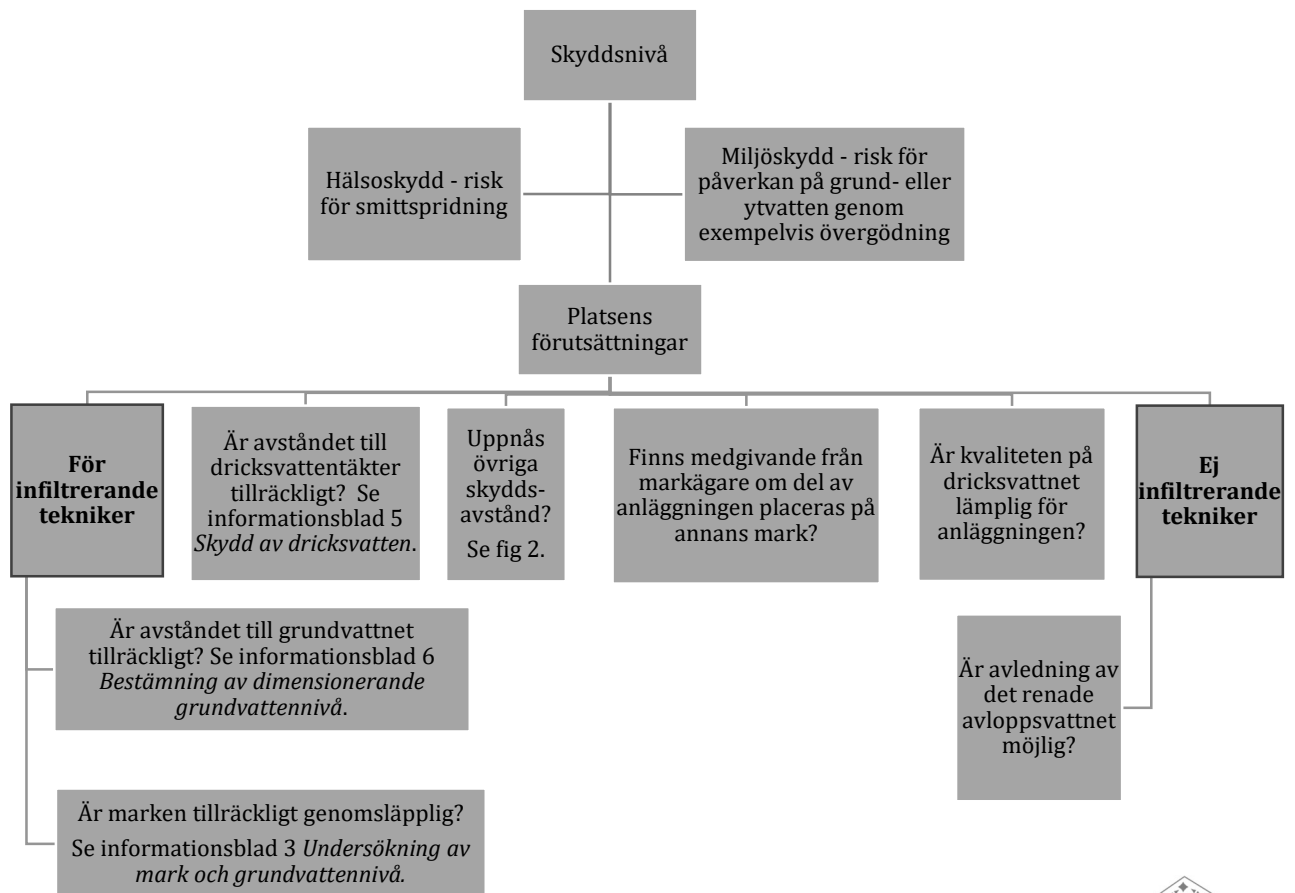 Skyddsnivå
Hälsoskydd - risk
för smittspridning
Miljöskydd - risk för
påverkan på grund- eller
ytvatten genom
exempelvis övergödning
Platsens
förutsättningar
För
infiltrerande
tekniker
Är avståndet till
dricksvattentäkter
tillräckligt? Se
informationsblad 5
Skydd av dricksvatten.
Uppnås
övriga
skydds-
avstånd?
Se fig 2.
Finns medgivande från
markägare om del av
anläggningen placeras på
annans mark?
Är kvaliteten på
dricksvattnet
lämplig för
anläggningen?
Ej
infiltrerande
tekniker
Är avståndet till grundvattnet
tillräckligt? Se informationsblad 6
Bestämning av dimensionerande
grundvattennivå.
Är avledning av
det renade
avloppsvattnet
möjlig?
Är marken tillräckligt genomsläpplig?
Se informationsblad 3 Undersökning av
mark och grundvattennivå.